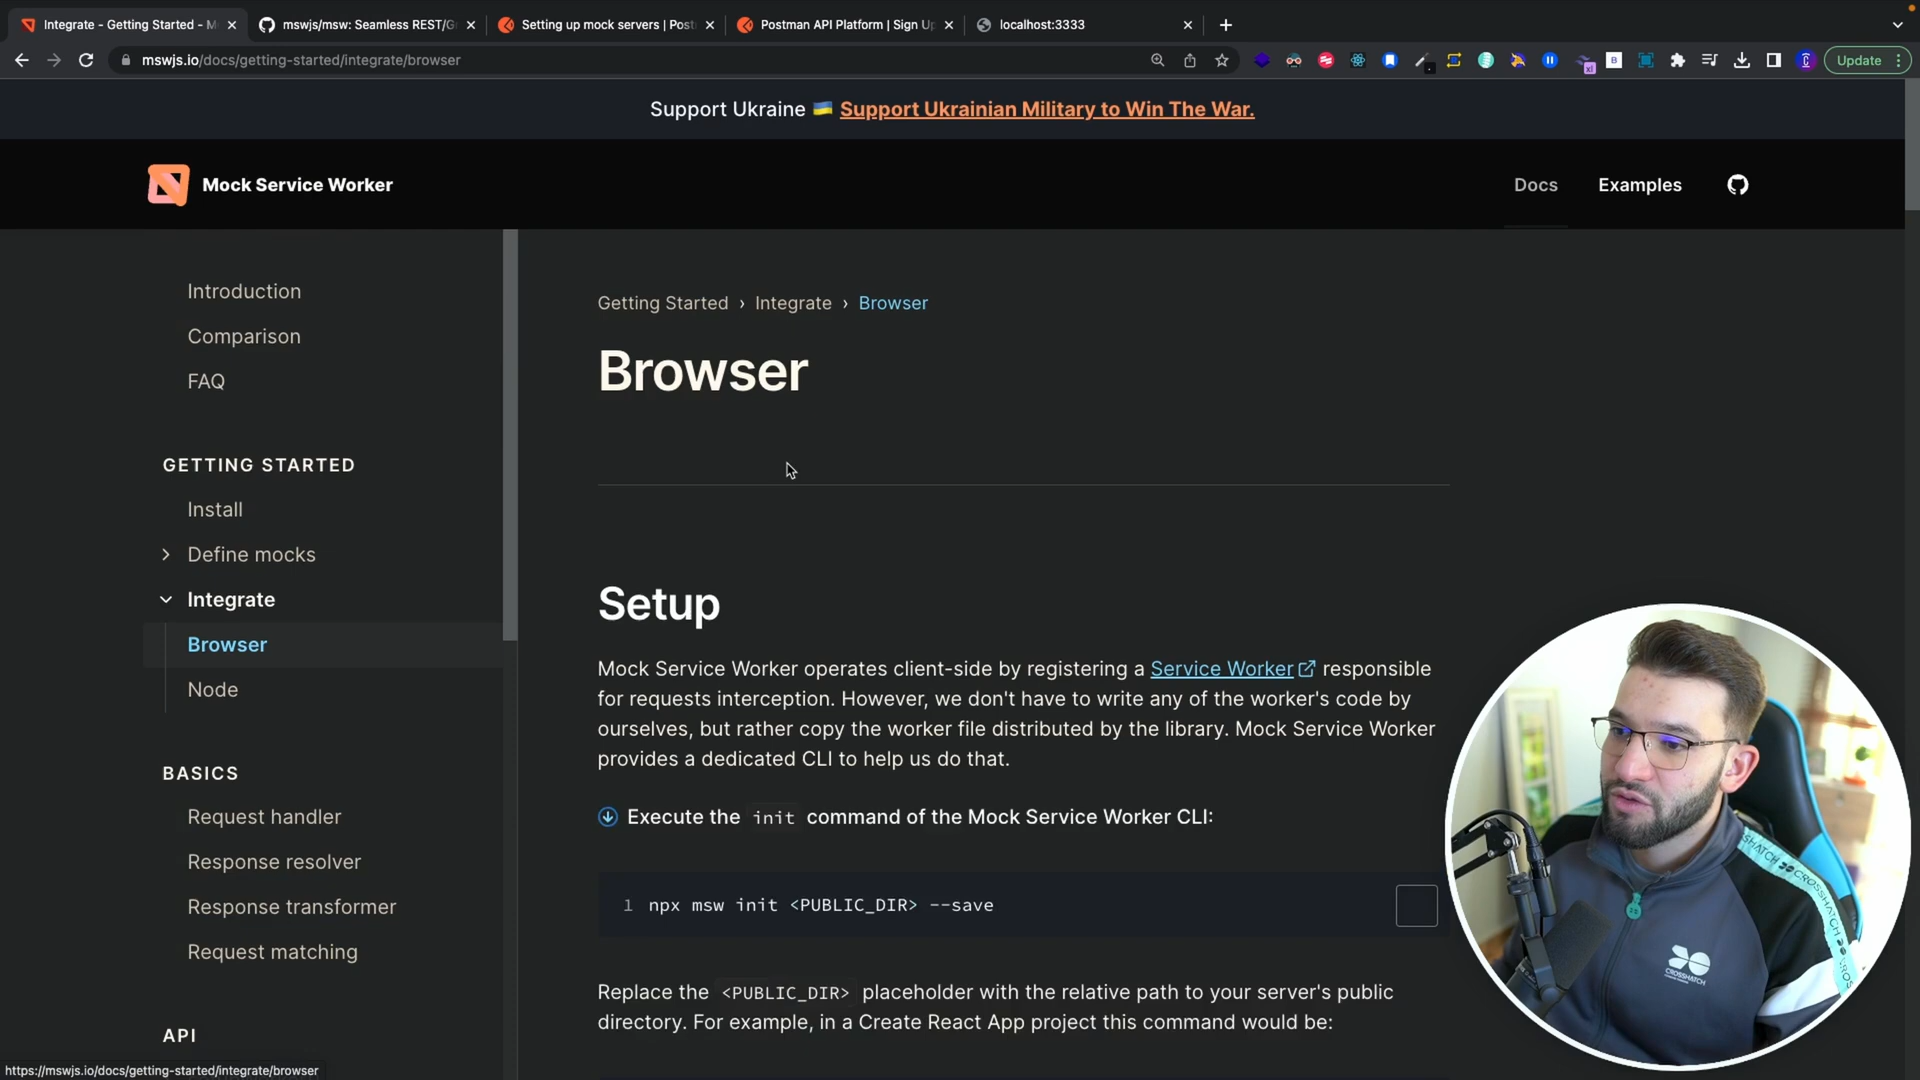 Integrate - Getting Started - M
mswjs/msw: Seamless REST/G
Setting up mock servers | Post
Postman API Platform | Sign Up
localhost:3333
mswjs.io/docs/getting-started/integrate/browser
Update
Support Ukraine 🇺🇦 Support Ukrainian Military to Win The War.
Mock Service Worker
Docs
Examples
Introduction
Comparison
FAQ
GETTING STARTED
Install
Define mocks
Integrate
Browser
Node
BASICS
Request handler
Response resolver
Response transformer
Request matching
API
Getting Started › Integrate › Browser
Browser
Setup
Mock Service Worker operates client-side by registering a Service Worker responsible
for requests interception. However, we don't have to write any of the worker's code by
ourselves, but rather copy the worker file distributed by the library. Mock Service Worker
provides a dedicated CLI to help us do that.
Execute the init command of the Mock Service Worker CLI:
1 npx msw init <PUBLIC_DIR> --save
Replace the <PUBLIC_DIR> placeholder with the relative path to your server's public
directory. For example, in a Create React App project this command would be:
https://mswjs.io/docs/getting-started/integrate/browser
CROSSHATCH